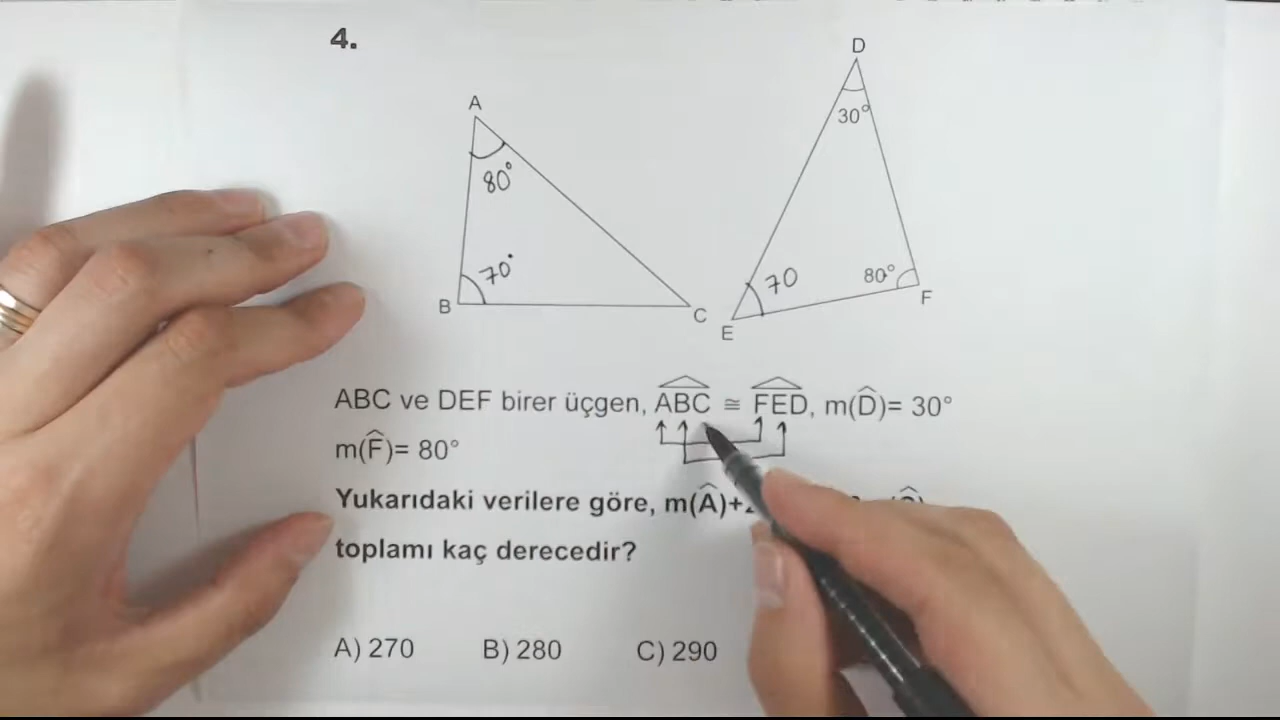 4.
D
A
30°
80°
70°
70
80°
B
C
E
F
ABC ve DEF birer üçgen, ABC ≅ FED, m(D̂)= 30°
m(F̂)= 80°
Yukarıdaki verilere göre, m(Â)+
toplamı kaç derecedir?
A) 270 B) 280 C) 290